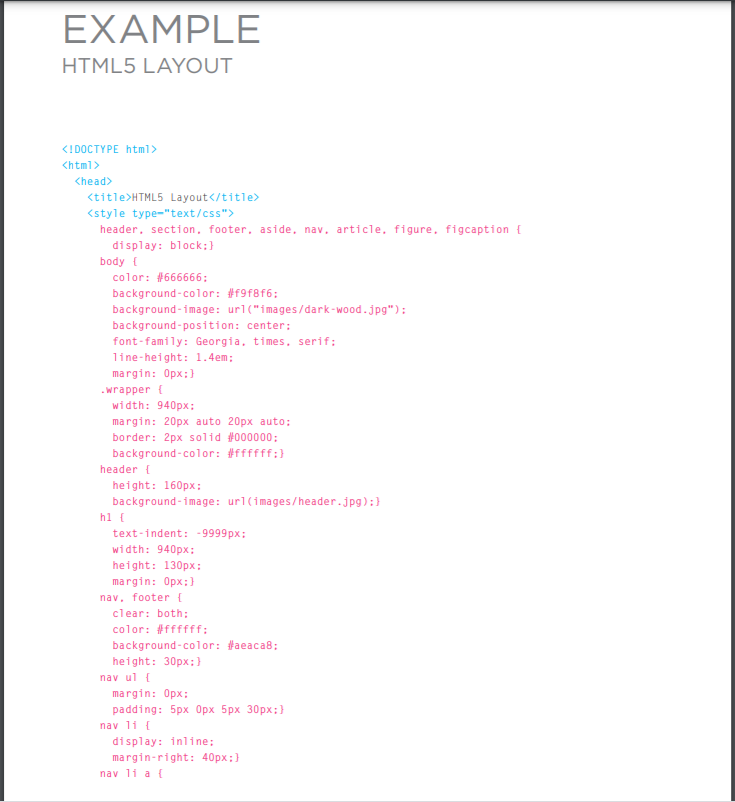 EXAMPLE
HTML5 LAYOUT
<!DOCTYPE html>
<html>
<head>
<title>HTML5 Layout</title>
<style type="text/css">
header, section, footer, aside, nav, article, figure, figcaption {
display: block;}
body {
color: #666666;
background-color: #f9f8f6;
background-image: url("images/dark-wood.jpg");
background-position: center;
font-family: Georgia, times, serif;
line-height: 1.4em;
margin: 0px;}
.wrapper {
width: 940px;
margin: 20px auto 20px auto;
border: 2px solid #000000;
background-color: #ffffff;}
header {
height: 160px;
background-image: url(images/header.jpg);}
h1 {
text-indent: -9999px;
width: 940px;
height: 130px;
margin: 0px;}
nav, footer {
clear: both;
color: #ffffff;
background-color: #aeaca8;
height: 30px;}
nav ul {
margin: 0px;
padding: 5px 0px 5px 30px;}
nav li {
display: inline;
margin-right: 40px;}
nav li a {